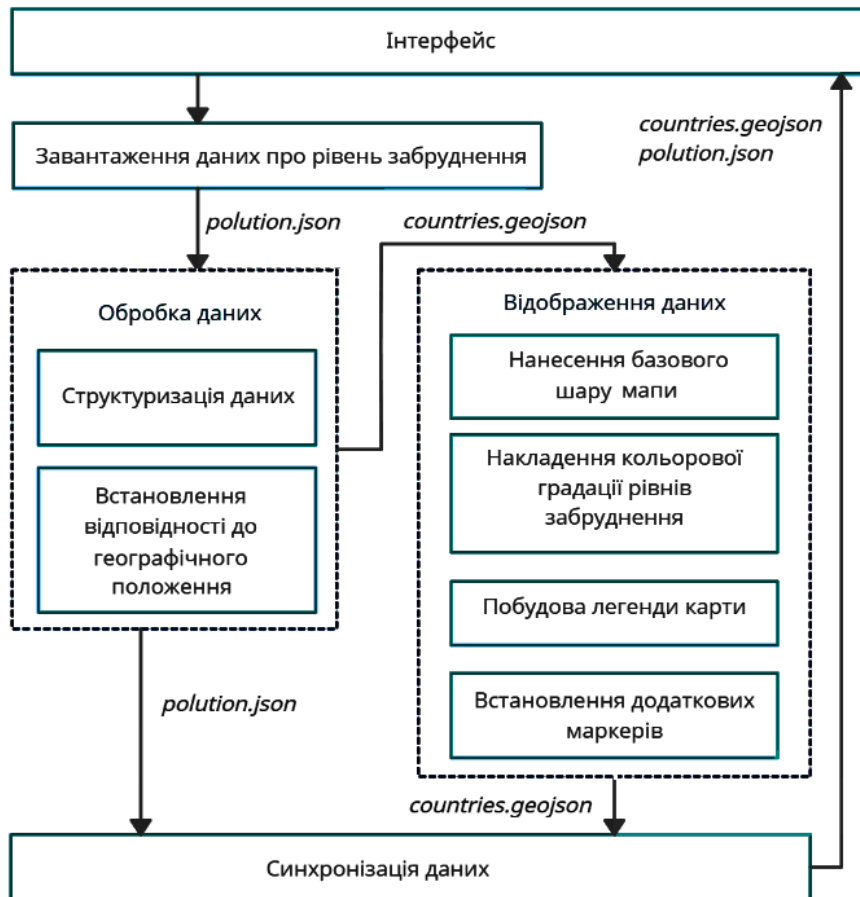 Інтерфейс
countries.geojson
polution.json
Завантаження даних про рівень забруднення
polution.json
countries.geojson
Обробка даних
Структуризація даних
Встановлення
відповідності до
географічного
положення
Відображення даних
Нанесення базового
шару мапи
Накладення кольорової
градації рівнів
забруднення
Побудова легенди карти
Встановлення додаткових
маркерів
polution.json
countries.geojson
Синхронізація даних